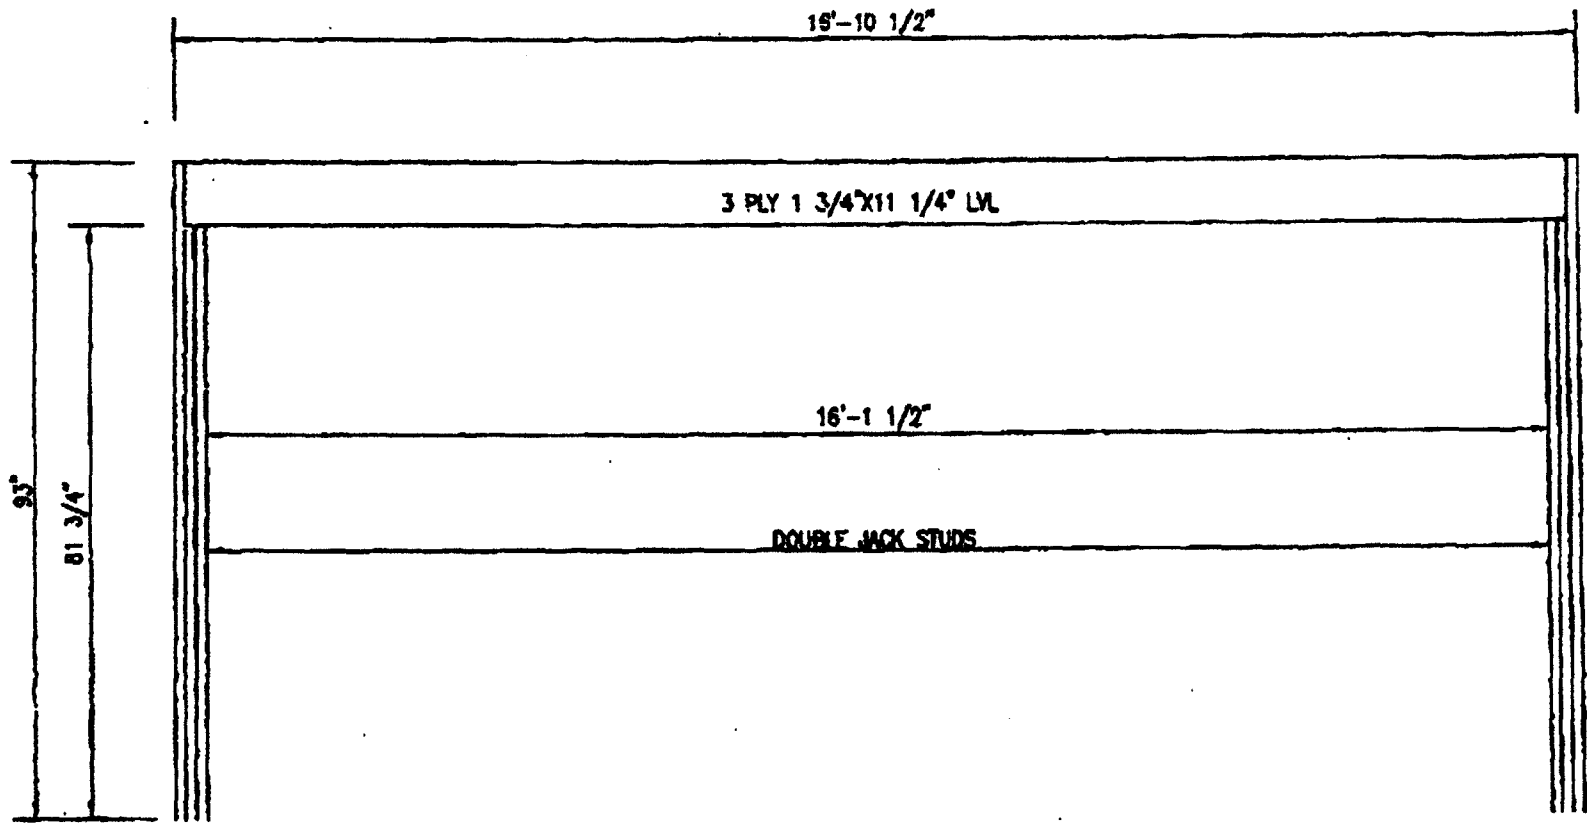 16'-10 1/2"
3 PLY 1 3/4"X11 1/4" LVL
16'-1 1/2"
93"
81 3/4"
DOUBLE JACK STUDS